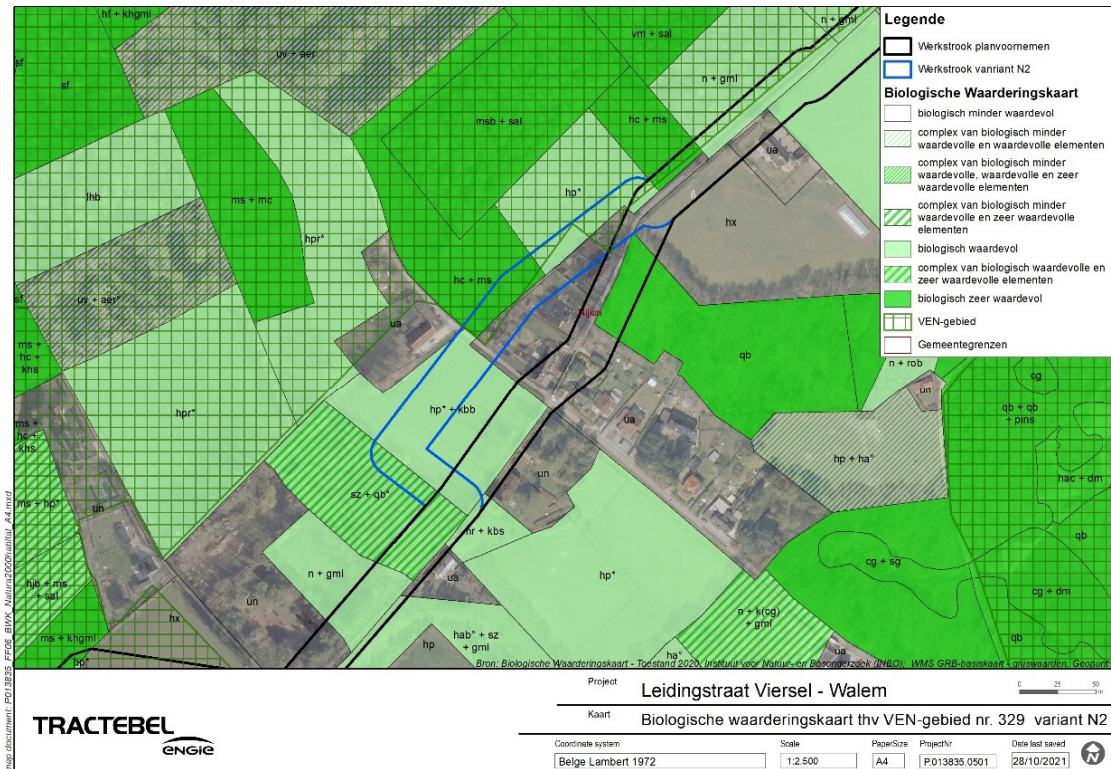 hf + khgml
uv + aer
sf
sf
vm + sal
n + gml
n + gml
msb + sal
hc + ms
ua
lhb
ms + mc
hpr*
hp*
hx
uv + aer°
sf
hc + ms
ua
Nijlen
ms +
hc +
khs
qb
n + rob
cg
un
qb + qb
+ pins
hp* + kbb
hpr*
ua
ms +
hc +
khs
un
hp + ha°
hac + dm
ms + hp*
un
sz + qb°
qb
hr + kbs
hp*
cg + sg
hjb + ms
+ sal
n + gml
un
ua
cg + dm
hx
n + k(cg)
+ gml
ms + khgml
hp
hab° + sz
+ gml
ha°
ua
qb
hp*
Legende
Werkstrook planvoornemen
Werkstrook vanriant N2
Biologische Waarderingskaart
biologisch minder waardevol
complex van biologisch minder
waardevolle en waardevolle elementen
complex van biologisch minder
waardevolle, waardevolle en zeer
waardevolle elementen
complex van biologisch minder
waardevolle en zeer waardevolle
elementen
biologisch waardevol
complex van biologisch waardevolle en
zeer waardevolle elementen
biologisch zeer waardevol
VEN-gebied
Gemeentegrenzen
Bron: Biologische Waarderingskaart - Toestand 2020, Instituut voor Natuur- en Bosonderzoek (INBO); WMS GRB-basiskaart - grijswaarden, Geopunt
map document: P013835_FF06_BWK_Natura2000habitat_A4.mxd
TRACTEBEL
ENGIE
Project
Leidingstraat Viersel - Walem
0 25 50
m
Kaart
Biologische waarderingskaart thv VEN-gebied nr. 329 variant N2
Coordinate system
Belge Lambert 1972
Scale
1:2.500
PaperSize
A4
ProjectNr
P.013835.0501
Date last saved
28/10/2021